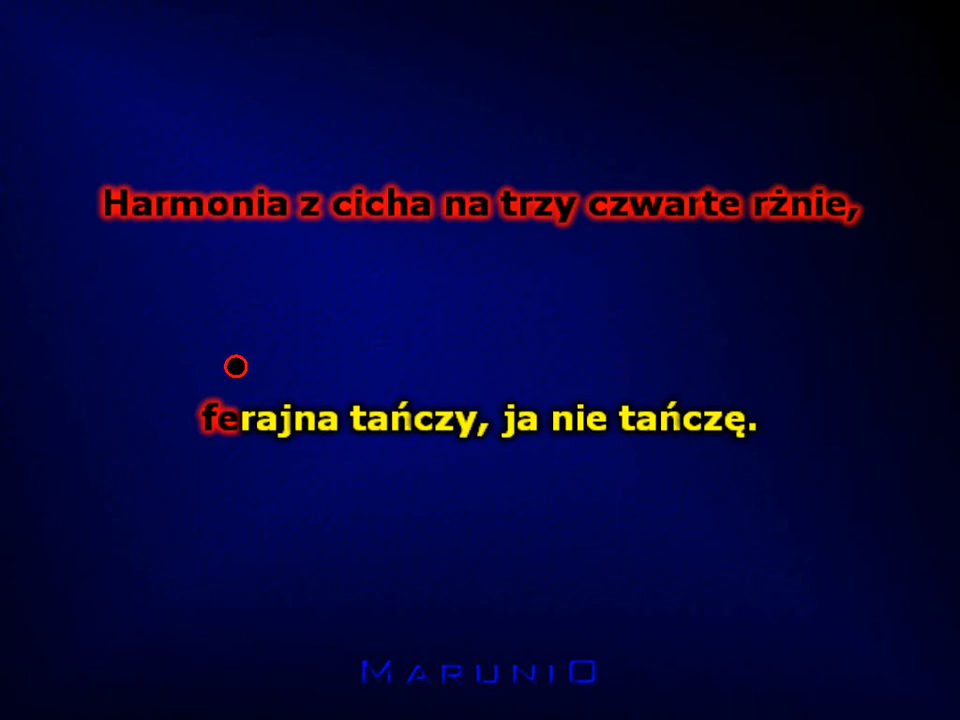 Harmonia z cicha na trzy czwarte rżnie,
ferajna tańczy, ja nie tańczę.
MARUNIO